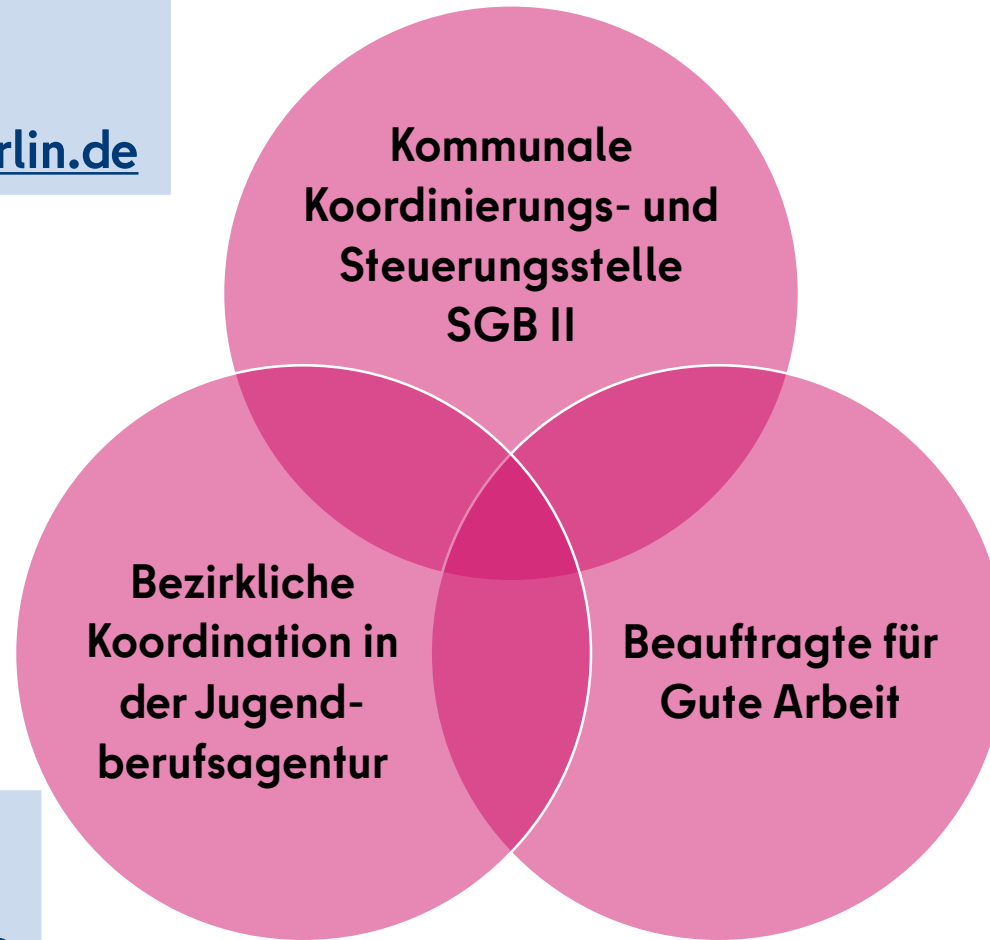 rlin.de
Kommunale
Koordinierungs- und
Steuerungsstelle
SGB II
Bezirkliche
Koordination in
der Jugend-
berufsagentur
Beauftragte für
Gute Arbeit